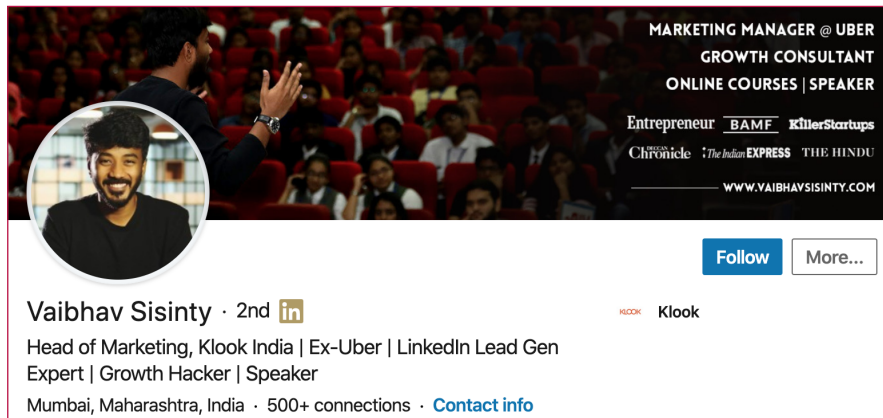 MARKETING MANAGER @ UBER
GROWTH CONSULTANT
ONLINE COURSES | SPEAKER
Entrepreneur BAMF KillerStartups
DECCAN Chronicle The Indian EXPRESS THE HINDU
WWW.VAIBHAVSISINTY.COM
Follow More...
Vaibhav Sisinty · 2nd in
KLOOK Klook
Head of Marketing, Klook India | Ex-Uber | LinkedIn Lead Gen
Expert | Growth Hacker | Speaker
Mumbai, Maharashtra, India · 500+ connections · Contact info